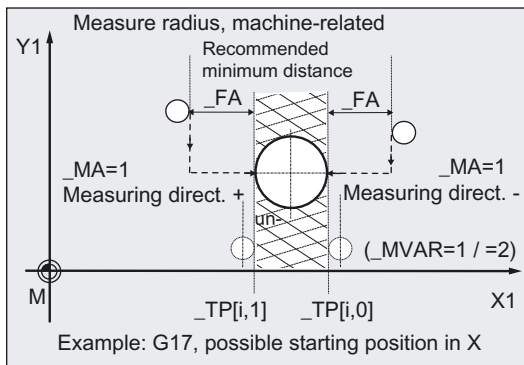 Measure radius, machine-related
Y1
Recommended
minimum distance
_FA
_FA
_MA=1
Measuring direct. +
_MA=1
Measuring direct. -
un-
(_MVAR=1 / =2)
M
X1
_TP[i,1]
_TP[i,0]
Example: G17, possible starting position in X